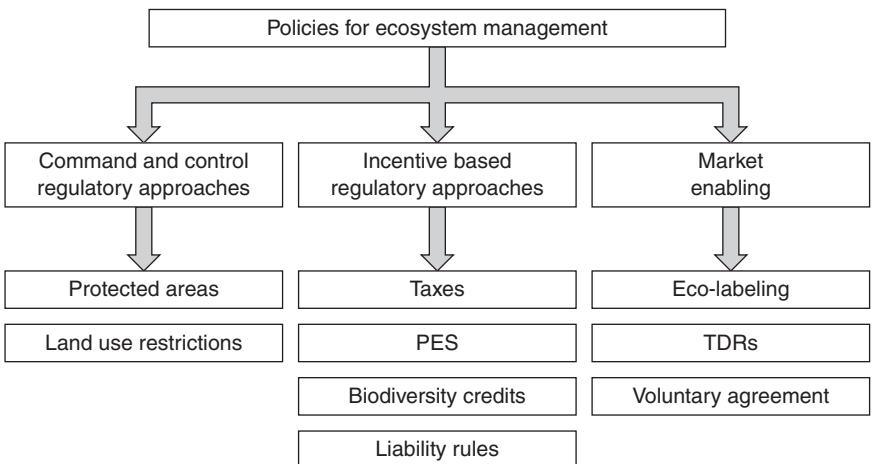 Policies for ecosystem management
Command and control
regulatory approaches
Incentive based
regulatory approaches
Market
enabling
Protected areas
Taxes
Eco-labeling
Land use restrictions
PES
TDRs
Biodiversity credits
Voluntary agreement
Liability rules